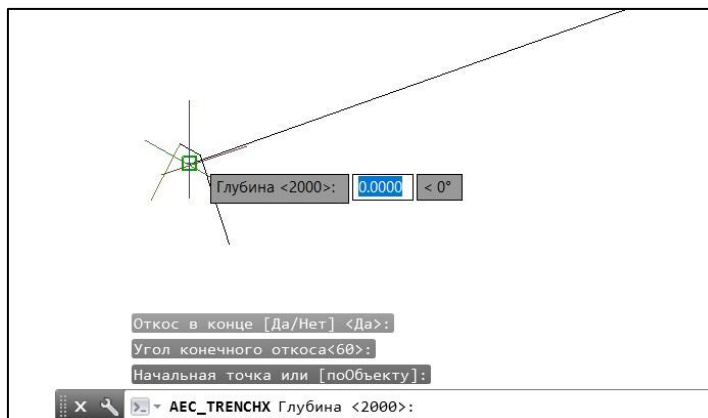 Глубина <2000>: 0.0000 < 0°
Откос в конце [Да/Нет] <Да>:
Угол конечного откоса<60>:
Начальная точка или [поОбъекту]:
AEC_TRENCHX Глубина <2000>: